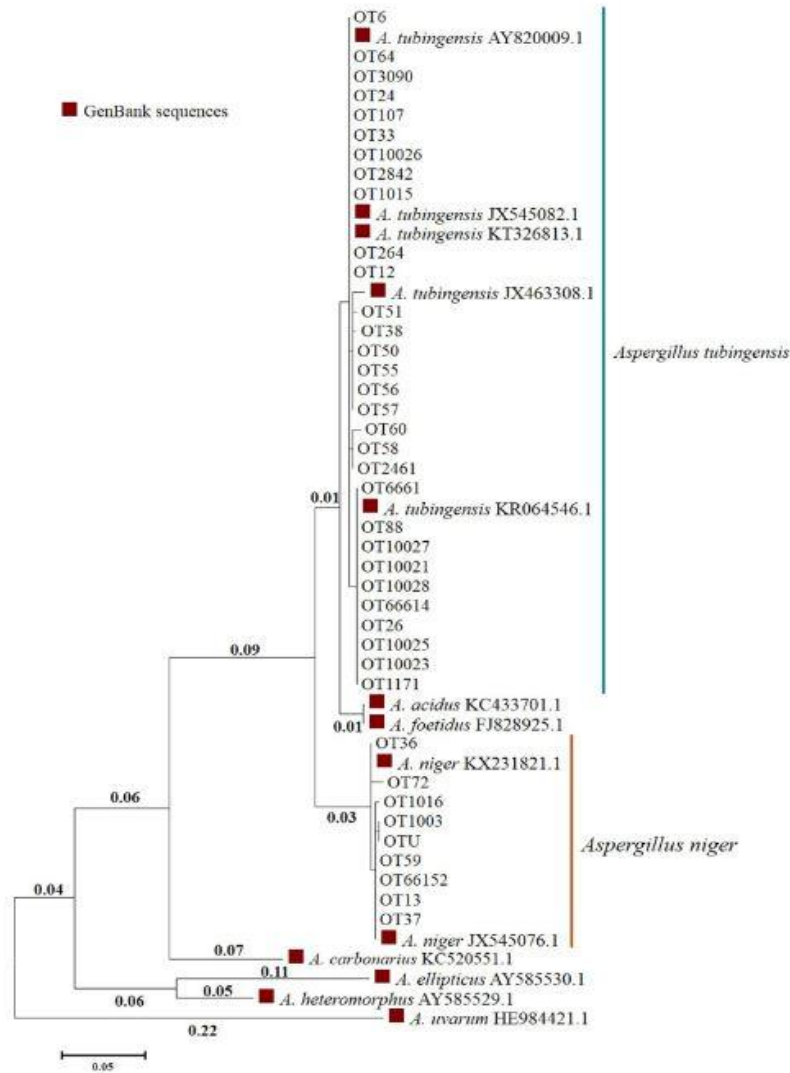 OT6
A. tubingensis AY820009.1
OT64
OT3090
OT24
GenBank sequences
OT107
OT33
OT10026
OT2842
OT1015
A. tubingensis JX545082.1
A. tubingensis KT326813.1
OT264
OT12
A. tubingensis JX463308.1
OT51
OT38
OT50
Aspergillus tubingensis
OT55
OT56
OT57
OT60
OT58
OT2461
OT6661
0.01
A. tubingensis KR064546.1
OT88
OT10027
OT10021
OT10028
OT66614
OT26
OT10025
0.09
OT10023
OT1171
A. acidus KC433701.1
0.01
A. foetidus FJ828925.1
OT36
A. niger KX231821.1
OT72
0.06
OT1016
0.03
OT1003
OTU
Aspergillus niger
OT59
OT66152
0.04
OT13
OT37
A. niger JX545076.1
0.07
A. carbonarius KC520551.1
0.11
A. ellipticus AY585530.1
0.06
0.05
A. heteromorphus AY585529.1
A. uvarum HE984421.1
0.22
0.05